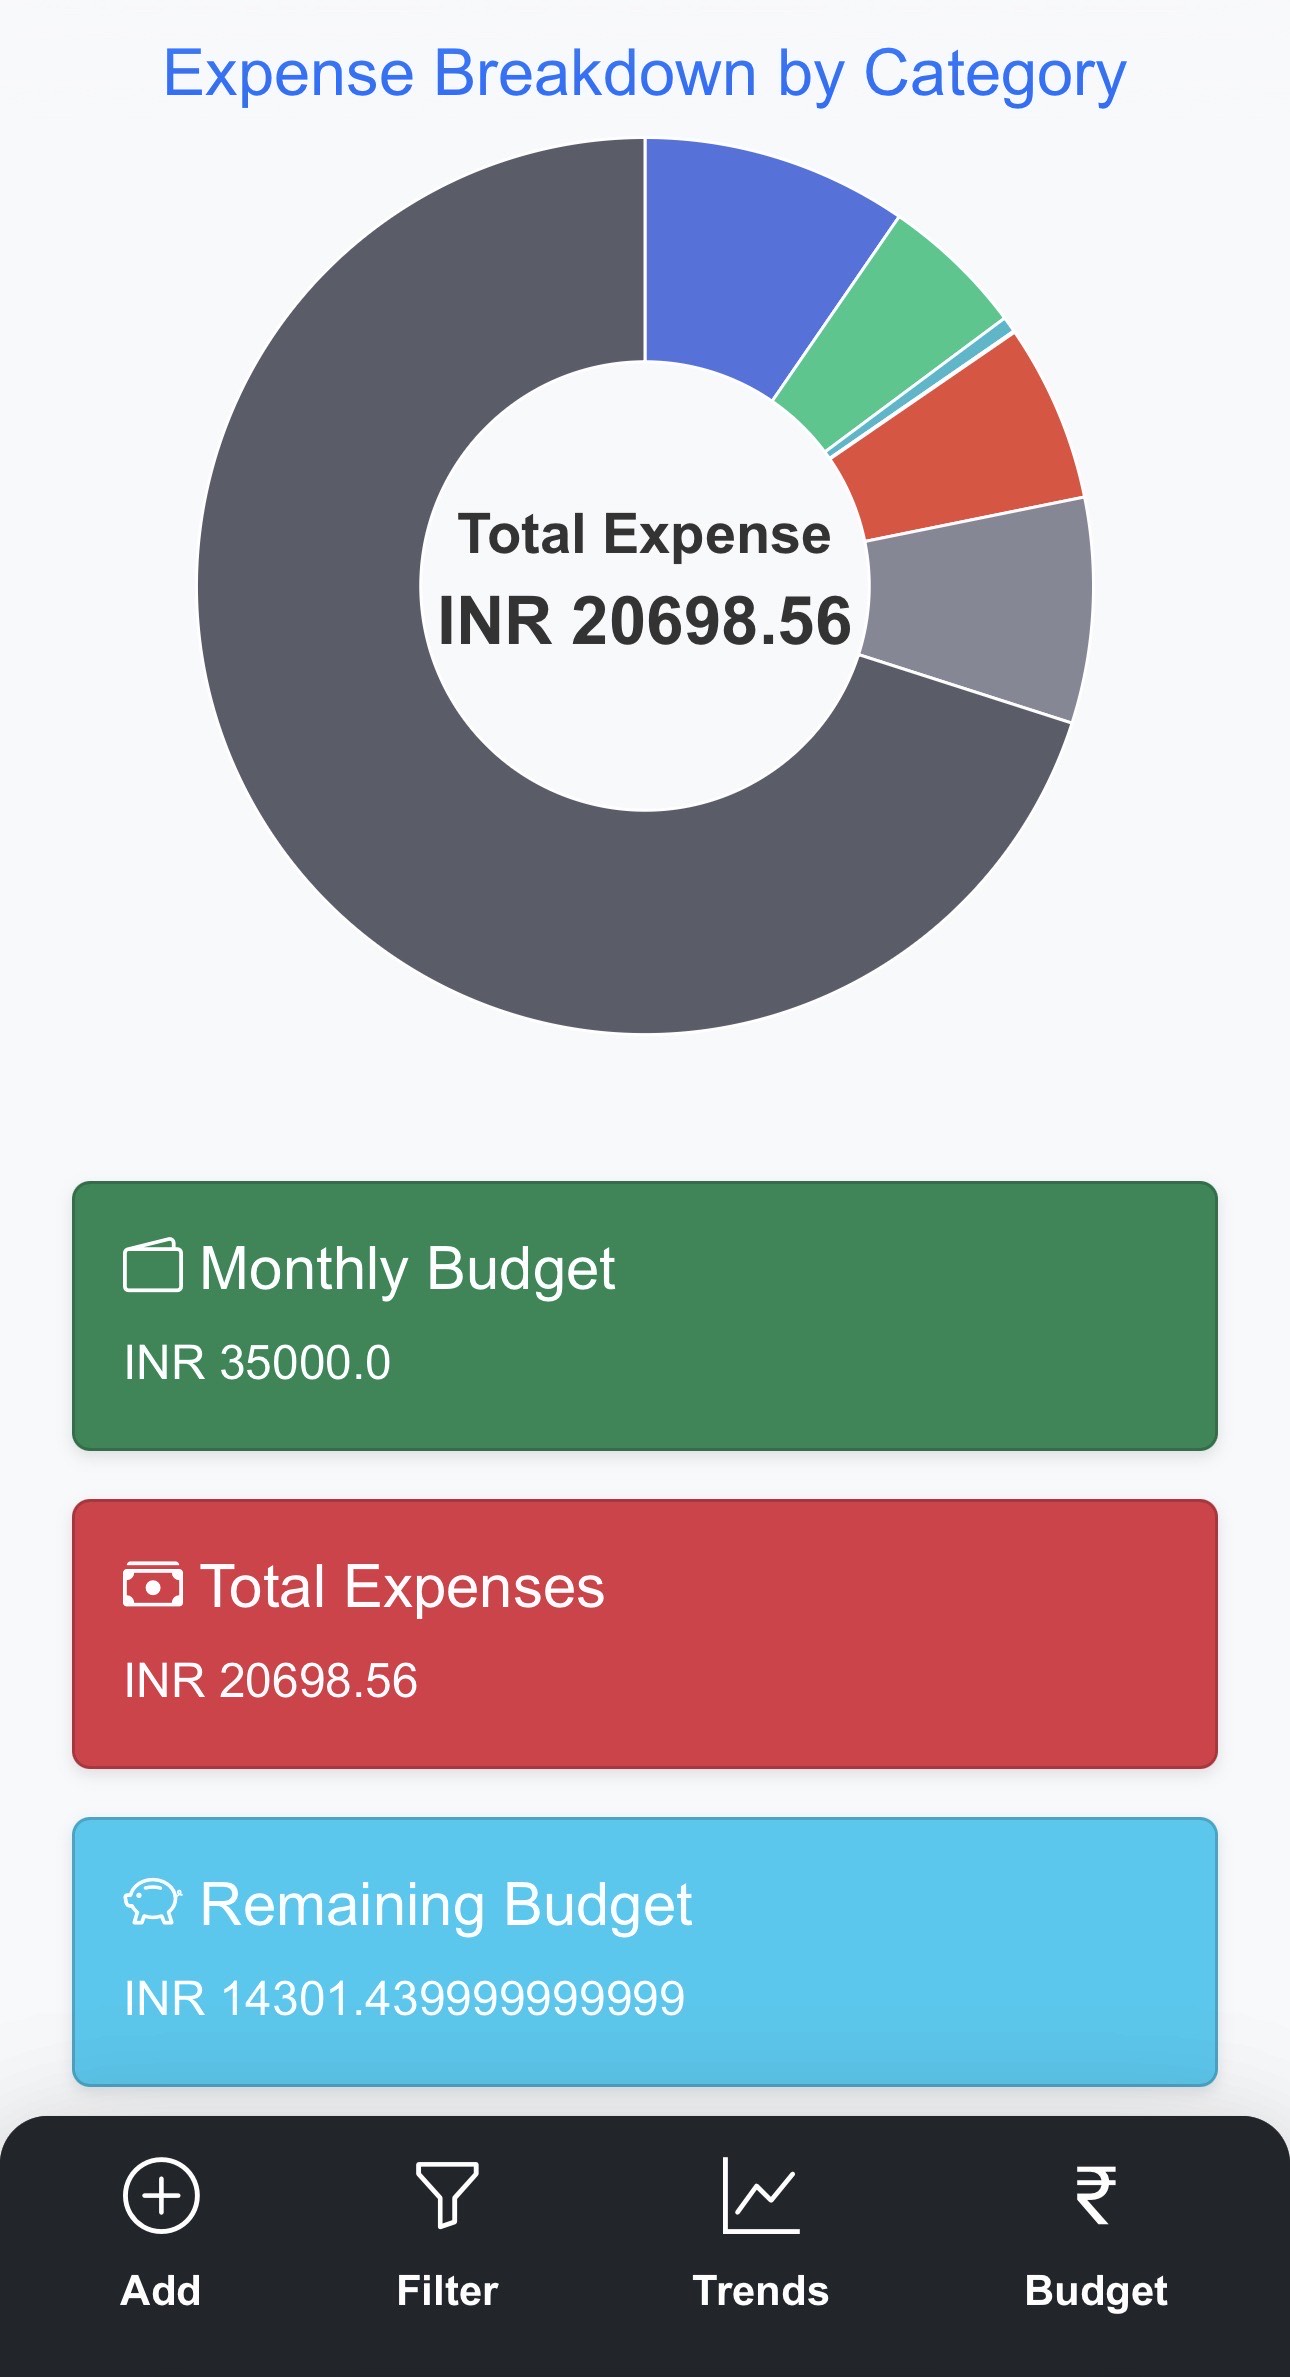 Expense Breakdown by Category
Total Expense
INR 20698.56
Monthly Budget
INR 35000.0
Total Expenses
INR 20698.56
Remaining Budget
INR 14301.439999999999
Add
Filter
Trends
Budget